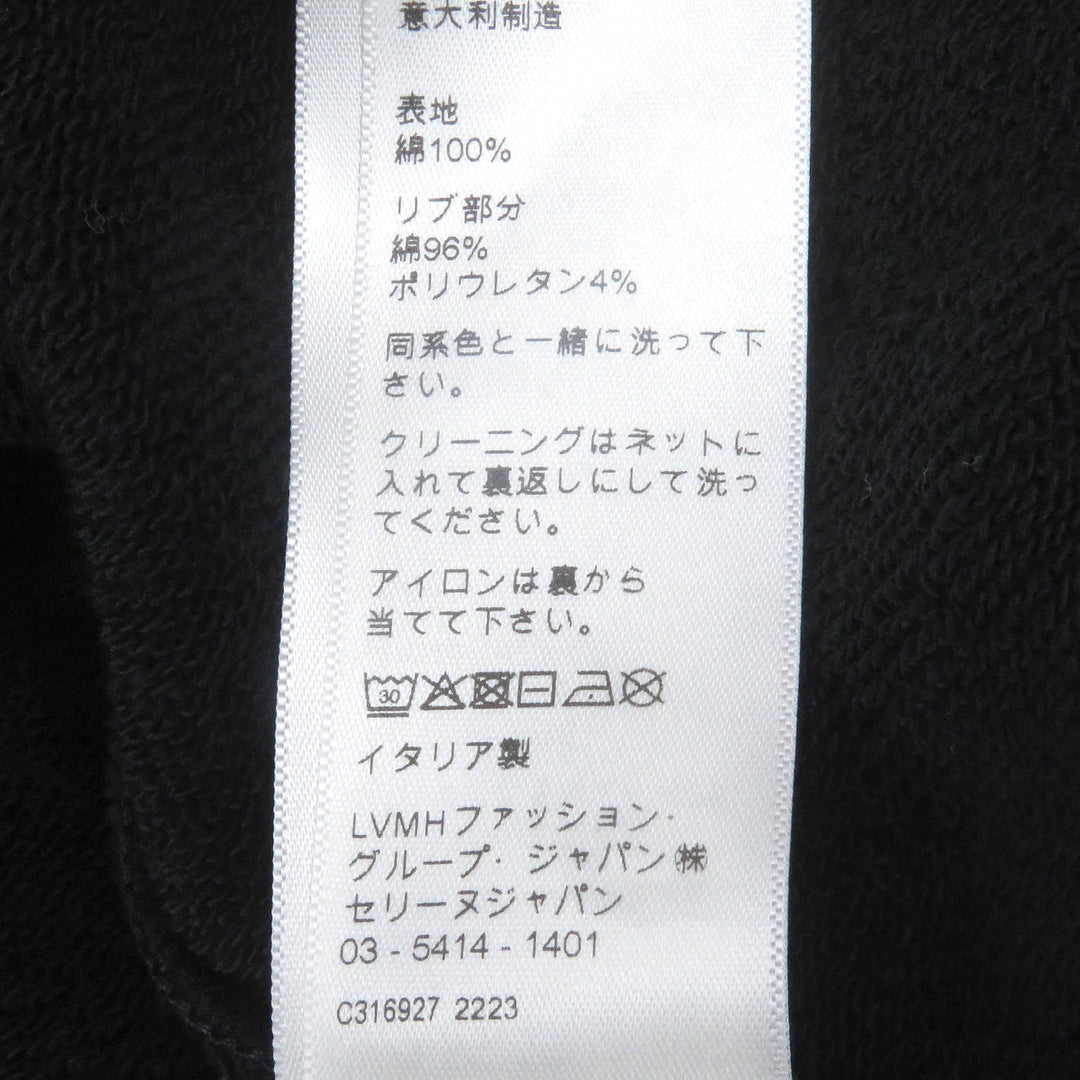 意大利制造
表地
綿100%
リブ部分
綿96%
ポリウレタン4%
同系色と一緒に洗って下
さい。
クリーニングはネットに
入れて裏返しにして洗っ
てください。
アイロンは裏から
当てて下さい。
30
イタリア製
LVMHファッション・
グループ・ジャパン㈱
セリーヌジャパン
03 - 5414 - 1401
C316927 2223